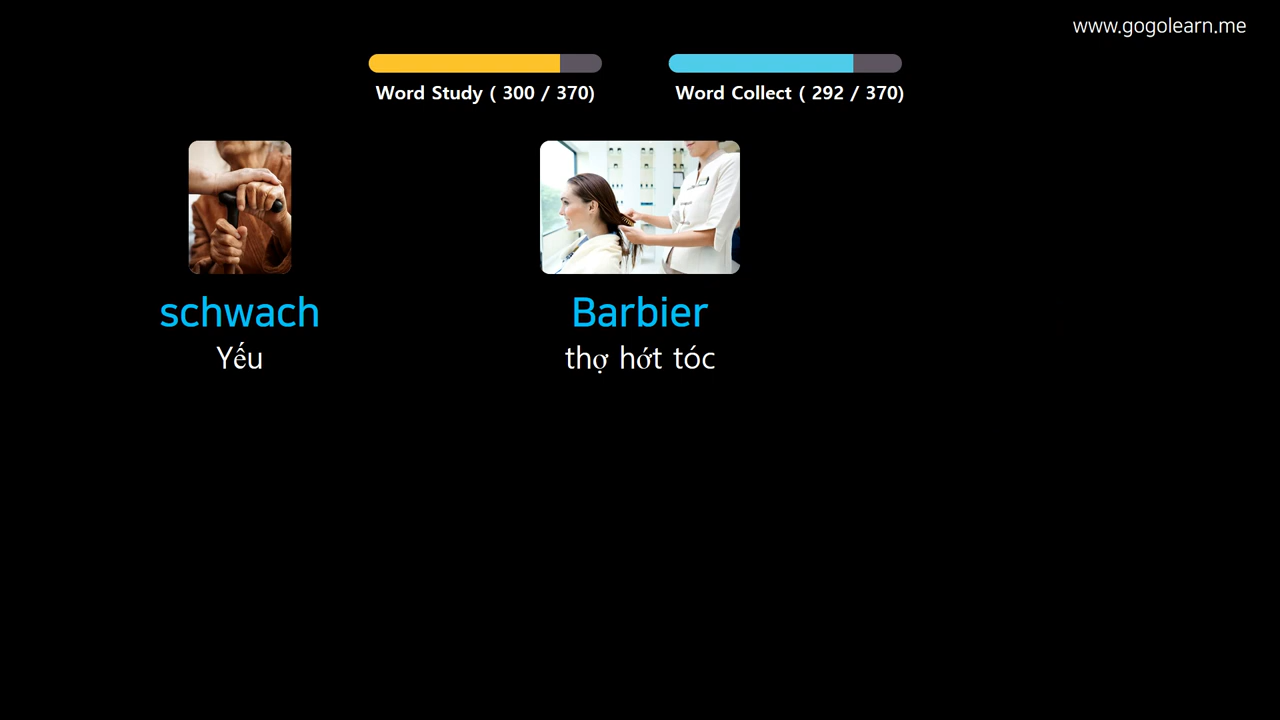 www.gogolearn.me
Word Study ( 300 / 370)
Word Collect ( 292 / 370)
schwach
Yếu
Barbier
thợ hớt tóc